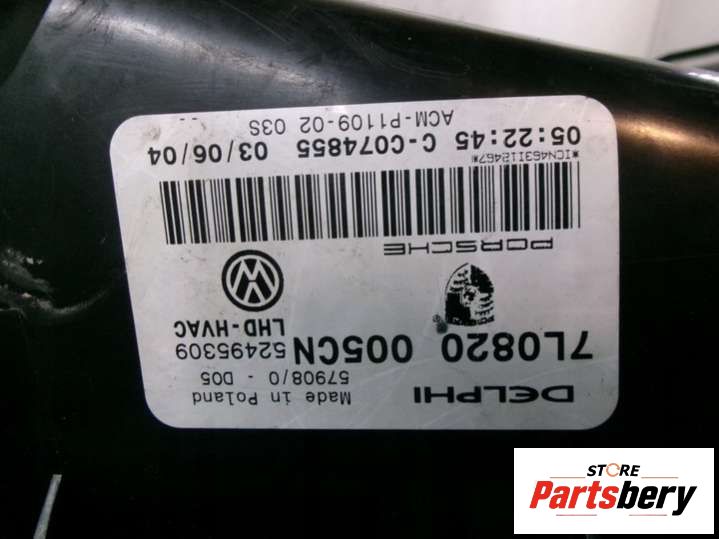 DELPHI
Made in Poland
57908/0 - D05
7L0820 005CN 52495309
LHD-HVAC
PORSCHE
*ICN463I12467*
05:22:45 C-C074855 03/06/04
ACM-P1109-02 03S
STORE
Partsbery